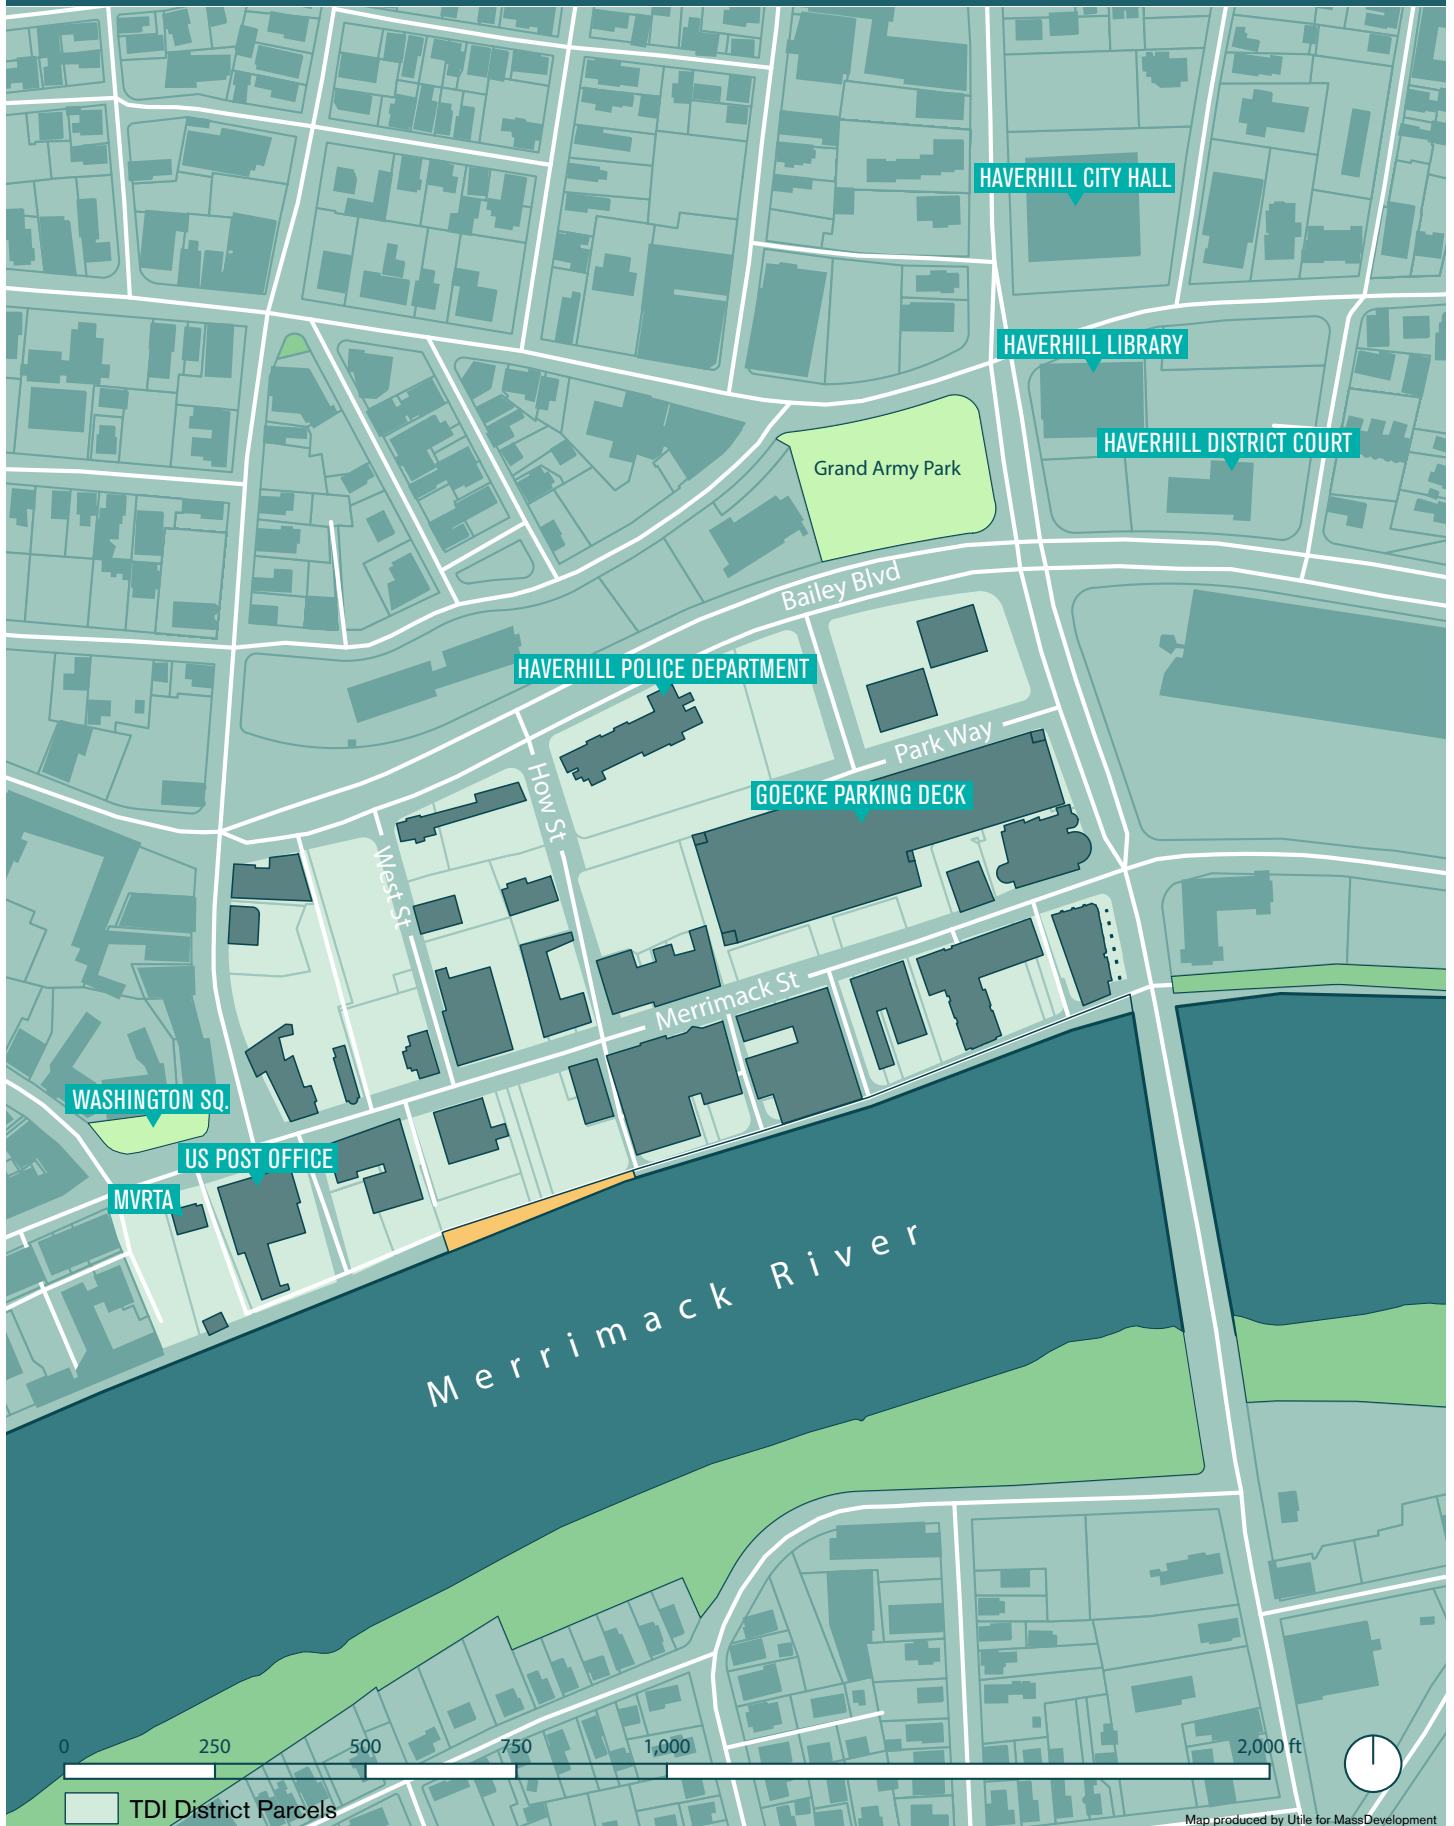 HAVERHILL CITY HALL
HAVERHILL LIBRARY
HAVERHILL DISTRICT COURT
Grand Army Park
Bailey Blvd
HAVERHILL POLICE DEPARTMENT
Park Way
How St
GOECKE PARKING DECK
West St
Merrimack St
WASHINGTON SQ.
US POST OFFICE
MVRTA
Merrimack River
0 250 500 750 1,000 2,000 ft
TDI District Parcels
Map produced by Utile for MassDevelopment